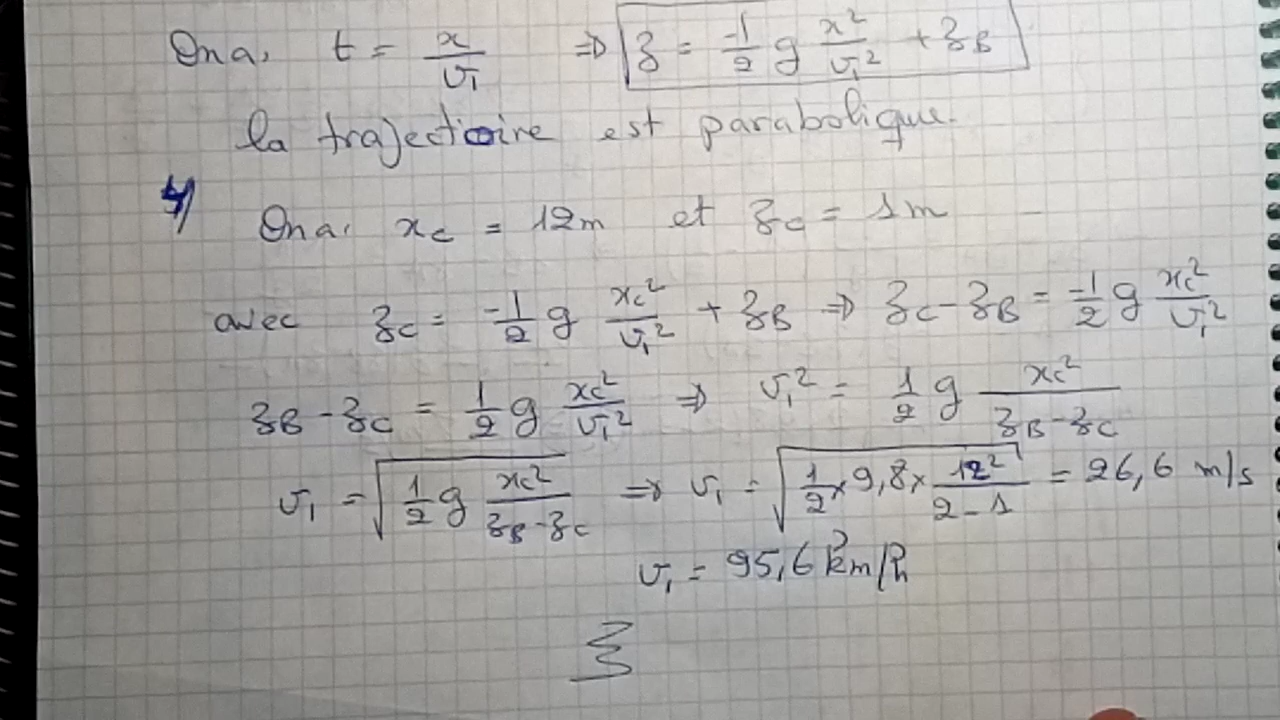 On a, t = x/v₁ ⇒ z = -1/2 g x²/v₁² + z_B
la trajectoire est parabolique.
4/ On a, x_c = 12m et z_c = 1m
avec z_c = -1/2 g x_c²/v₁² + z_B ⇒ z_c - z_B = -1/2 g x_c²/v₁²
z_B - z_c = 1/2 g x_c²/v₁² ⇒ v₁² = 1/2 g x_c²/(z_B - z_c)
v₁ = √(1/2 g x_c²/(z_B - z_c)) ⇒ v₁ = √(1/2 × 9,8 × 12²/(2 - 1)) = 26,6 m/s
v₁ = 95,6 km/h